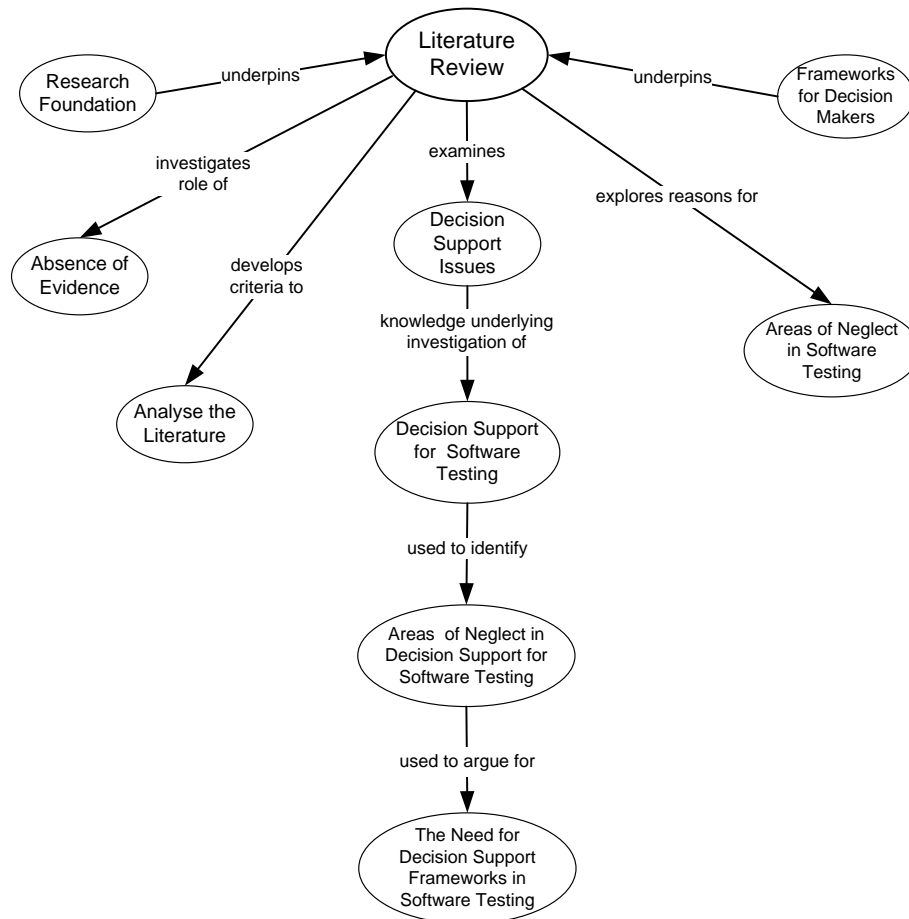 Literature
Review
Research
Foundation
underpins
underpins
Frameworks
for Decision
Makers
investigates
role of
examines
explores reasons for
Absence of
Evidence
develops
criteria to
Decision
Support
Issues
knowledge underlying
investigation of
Areas of Neglect
in Software
Testing
Analyse the
Literature
Decision Support
for Software
Testing
used to identify
Areas of Neglect in
Decision Support for
Software Testing
used to argue for
The Need for
Decision Support
Frameworks in
Software Testing